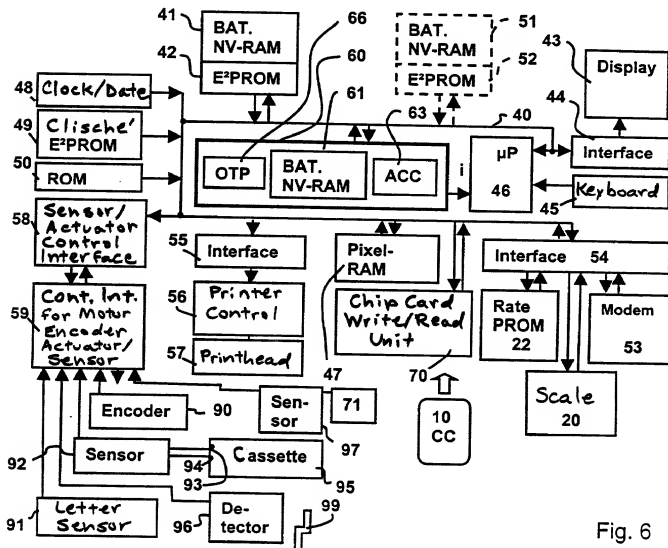 41
BAT.
NV-RAM
42
E²PROM
66
60
61
51
BAT.
NV-RAM
E²PROM
52
43
Display
48
Clock/Date
63
40
44
49
Clische'
E²PROM
OTP
BAT.
NV-RAM
ACC
i
µP
46
Interface
50
ROM
Keyboard
45
58
Sensor/
Actuator
Control
Interface
55
Interface
Pixel-
RAM
Interface 54
59
Cont. Int.
for Motor
Encoder
Actuator/
Sensor
56
Printer
Control
57
Printhead
47
Chip Card
Write/Read
Unit
70
Rate
PROM
22
Modem
53
Encoder
90
Sen-
sor
97
71
10
CC
Scale
20
92
Sensor
94
93
Cassette
95
91
Letter
Sensor
96
De-
tector
99
Fig. 6